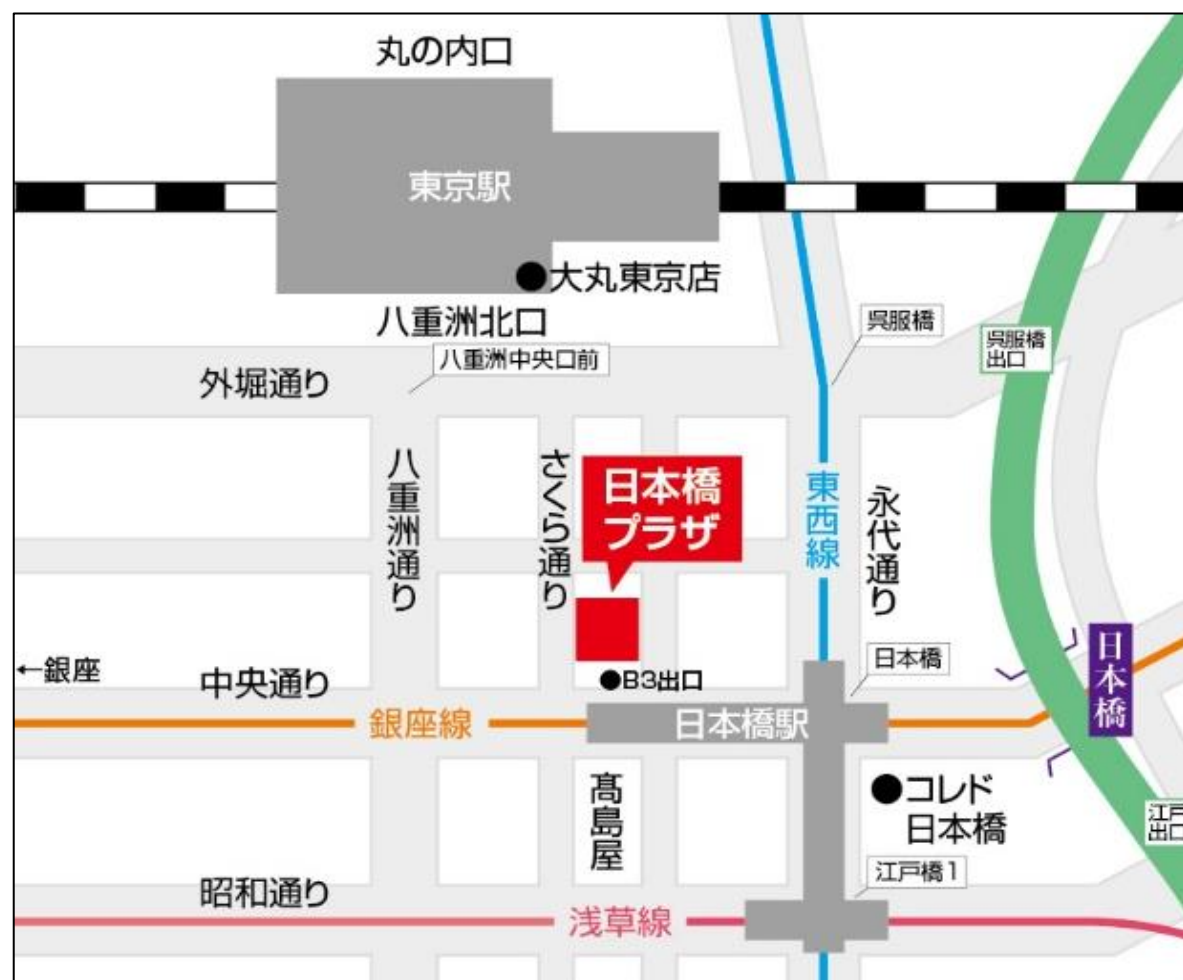 丸の内口
東京駅
大丸東京店
八重洲北口
呉服橋
呉服橋
出口
八重洲中央口前
外堀通り
八重洲通り
さくら通り
日本橋
プラザ
東西線
永代通り
←銀座
中央通り
B3出口
日本橋
日本橋
銀座線
日本橋駅
髙島屋
コレド
日本橋
江戸
出口
江戸橋1
昭和通り
浅草線